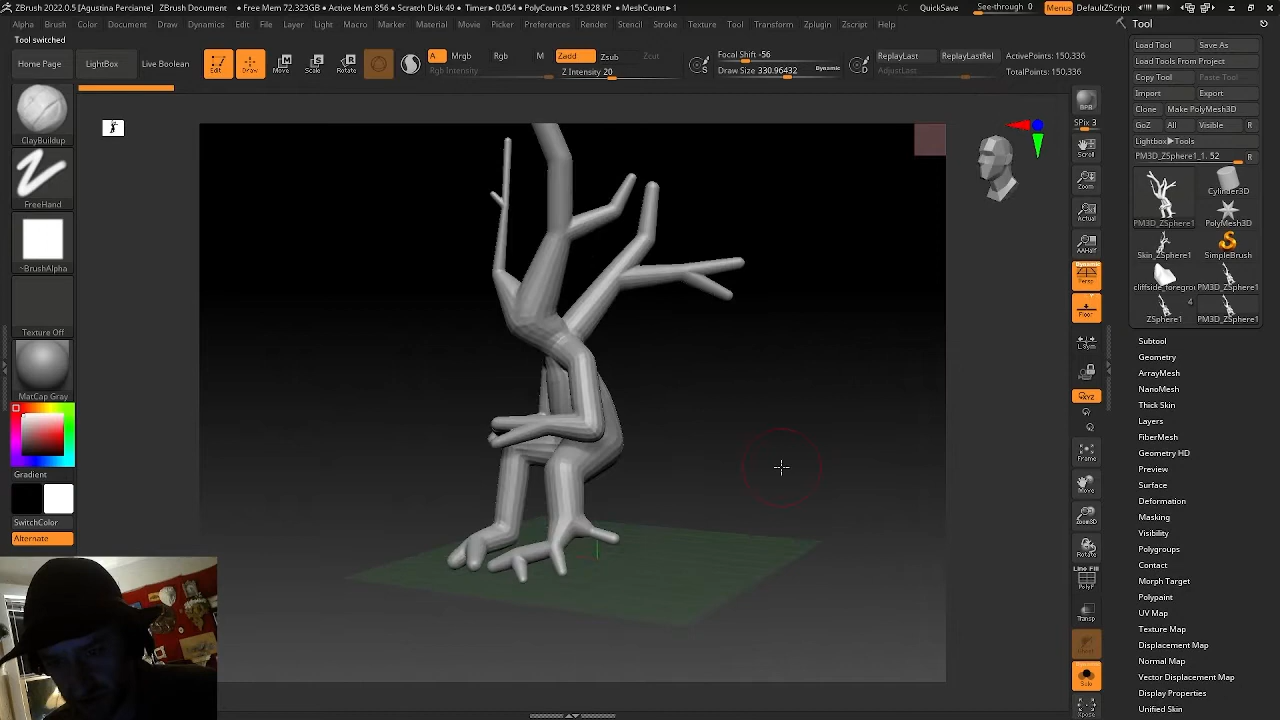 ZBrush 2022.0.5 [Agustina Perciante] ZBrush Document • Free Mem 72.323GB • Active Mem 856 • Scratch Disk 49 • Timer▶0.054 • PolyCount▶152.928 KP • MeshCount▶1 AC QuickSave See-through 0 Menus DefaultZScript
Alpha Brush Color Document Draw Dynamics Edit File Layer Light Macro Marker Material Movie Picker Preferences Render Stencil Stroke Texture Tool Transform Zplugin Zscript Help
Tool switched
Home Page LightBox Live Boolean
Edit Draw Move Scale Rotate
A Mrgb Rgb M Zadd Zsub Zcut
Rgb Intensity Z Intensity 20
Focal Shift -56
Draw Size 330.96432 Dynamic
ReplayLast ReplayLastRel
AdjustLast
ActivePoints: 150,336
TotalPoints: 150,336
ClayBuildup
FreeHand
~BrushAlpha
Texture Off
MatCap Gray
Gradient
SwitchColor
Alternate
BPR
SPix 3
Scroll
Zoom
Actual
AAHalf
Dynamic
Persp
Floor
L.Sym
Xyz
Frame
Move
Zoom3D
Rotate
Line Fill
PolyF
Transp
Dynamic
Solo
Xpose
Tool
Load Tool Save As
Load Tools From Project
Copy Tool Paste Tool
Import Export
Clone Make PolyMesh3D
GoZ All Visible R
Lightbox▶Tools
PM3D_ZSphere1_1. 52 R
Cylinder3D
PM3D_ZSphere1 PolyMesh3D
Skin_ZSphere1 SimpleBrush
cliffside_foregro PM3D_ZSphere1
4
ZSphere1 PM3D_ZSphere1
Subtool
Geometry
ArrayMesh
NanoMesh
Thick Skin
Layers
FiberMesh
Geometry HD
Preview
Surface
Deformation
Masking
Visibility
Polygroups
Contact
Morph Target
Polypaint
UV Map
Texture Map
Displacement Map
Normal Map
Vector Displacement Map
Display Properties
Unified Skin